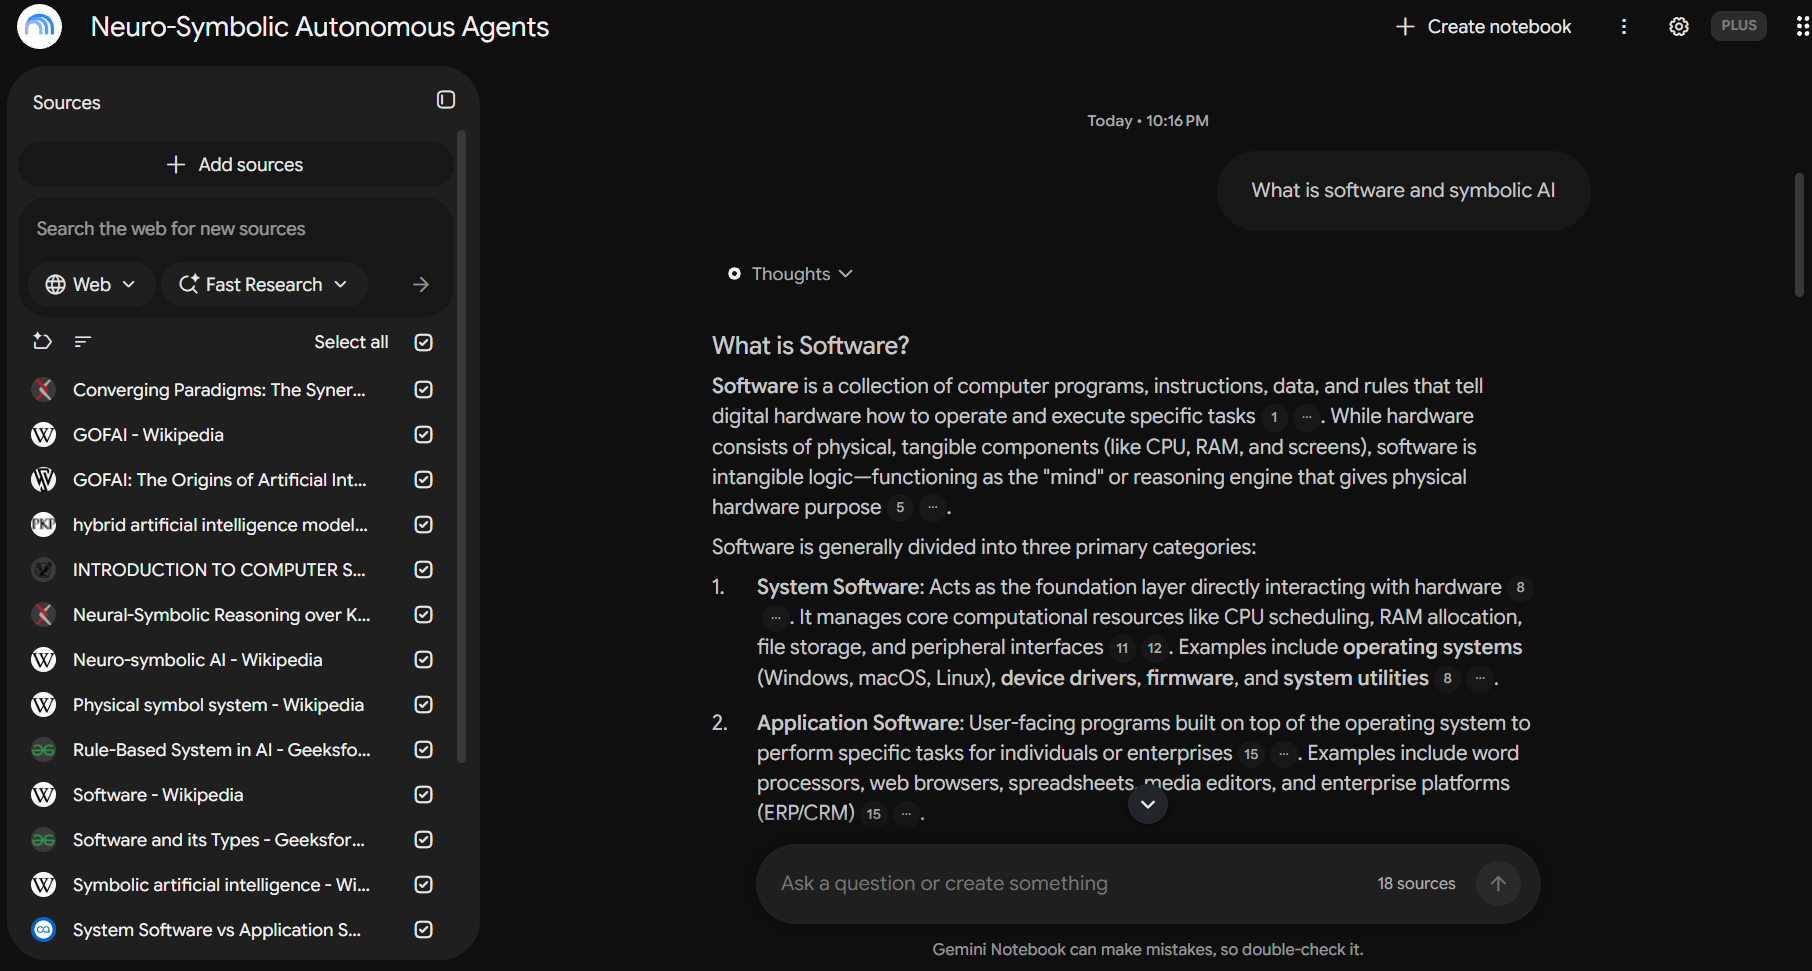 Neuro-Symbolic Autonomous Agents
Create notebook
PLUS
Sources
Add sources
Search the web for new sources
Web
Fast Research
Select all
Converging Paradigms: The Syner...
GOFAI - Wikipedia
GOFAI: The Origins of Artificial Int...
hybrid artificial intelligence model...
INTRODUCTION TO COMPUTER S...
Neural-Symbolic Reasoning over K...
Neuro-symbolic AI - Wikipedia
Physical symbol system - Wikipedia
Rule-Based System in AI - Geeksfo...
Software - Wikipedia
Software and its Types - Geeksfor...
Symbolic artificial intelligence - Wi...
System Software vs Application S...
Today • 10:16 PM
What is software and symbolic AI
Thoughts
What is Software?
Software is a collection of computer programs, instructions, data, and rules that tell
digital hardware how to operate and execute specific tasks 1 ... . While hardware
consists of physical, tangible components (like CPU, RAM, and screens), software is
intangible logic—functioning as the "mind" or reasoning engine that gives physical
hardware purpose 5 ... .
Software is generally divided into three primary categories:
1. System Software: Acts as the foundation layer directly interacting with hardware 8
... . It manages core computational resources like CPU scheduling, RAM allocation,
file storage, and peripheral interfaces 11 12 . Examples include operating systems
(Windows, macOS, Linux), device drivers, firmware, and system utilities 8 ... .
2. Application Software: User-facing programs built on top of the operating system to
perform specific tasks for individuals or enterprises 15 ... . Examples include word
processors, web browsers, spreadsheets, media editors, and enterprise platforms
(ERP/CRM) 15 ... .
Ask a question or create something
18 sources
Gemini Notebook can make mistakes, so double-check it.